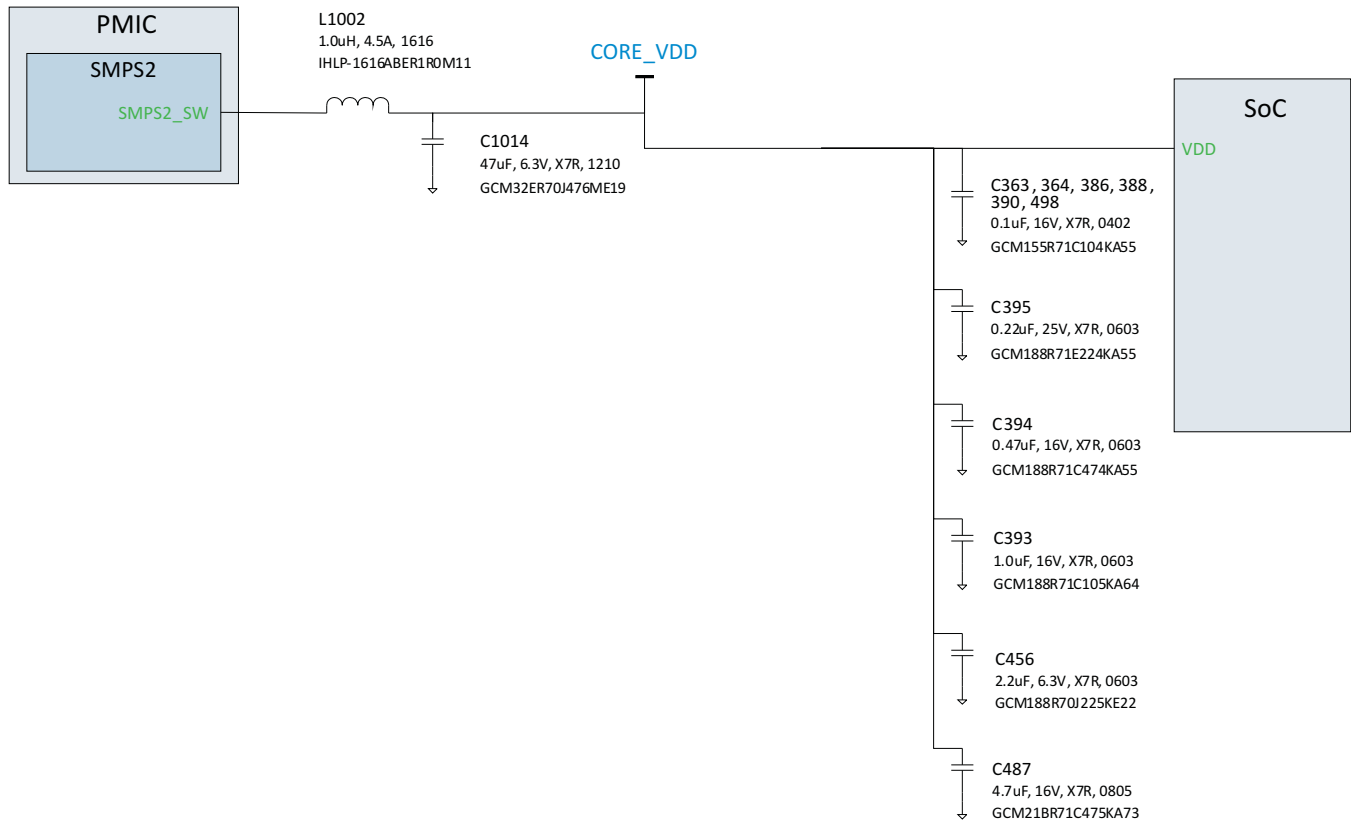 PMIC
SMPS2
SMPS2_SW
L1002
1.0uH, 4.5A, 1616
IHLP-1616ABER1R0M11
CORE_VDD
C1014
47uF, 6.3V, X7R, 1210
GCM32ER70J476ME19
SoC
VDD
C363, 364, 386, 388,
390, 498
0.1uF, 16V, X7R, 0402
GCM155R71C104KA55
C395
0.22uF, 25V, X7R, 0603
GCM188R71E224KA55
C394
0.47uF, 16V, X7R, 0603
GCM188R71C474KA55
C393
1.0uF, 16V, X7R, 0603
GCM188R71C105KA64
C456
2.2uF, 6.3V, X7R, 0603
GCM188R70J225KE22
C487
4.7uF, 16V, X7R, 0805
GCM21BR71C475KA73